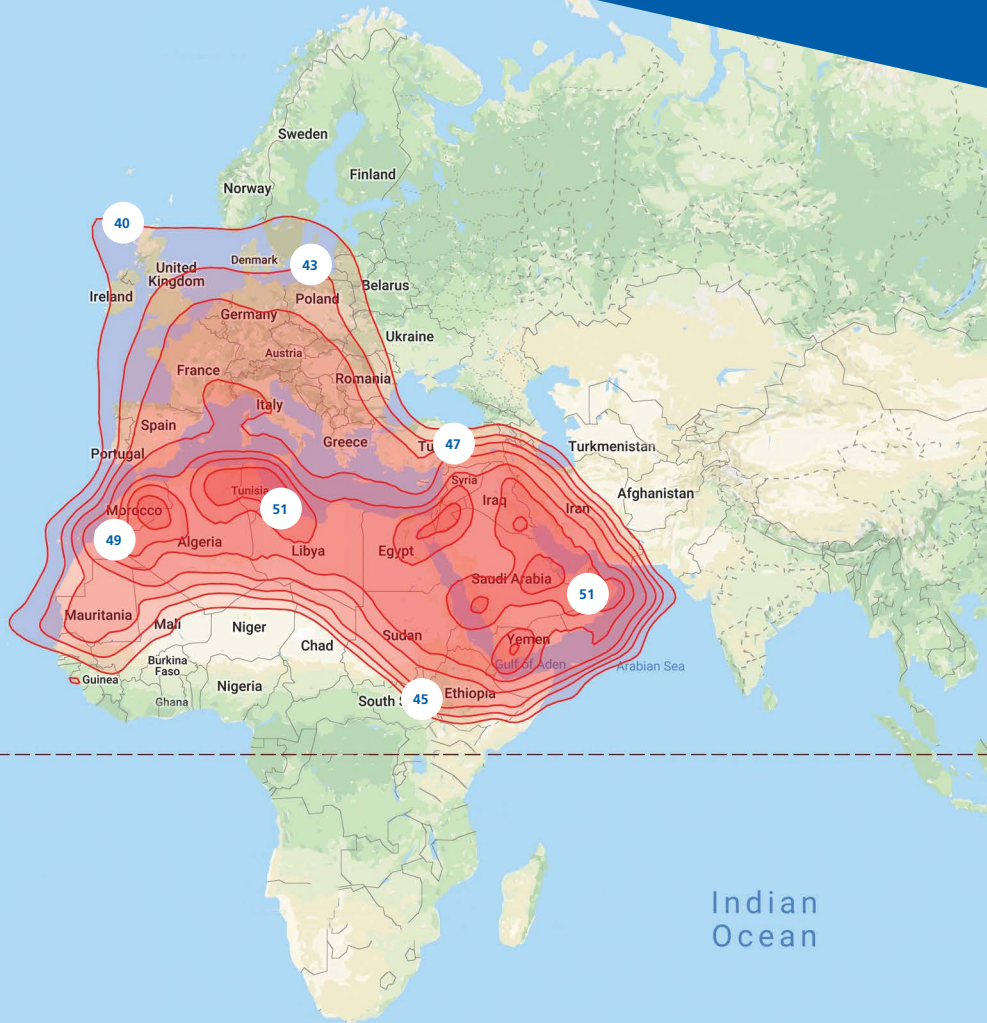 Sweden
Finland
Norway
40
Denmark
43
United
Kingdom
Belarus
Ireland
Poland
Germany
Ukraine
Austria
France
Romania
Italy
Spain
Greece
47
Turkmenistan
Portugal
Syria
Tunisia
Iraq
Afghanistan
Morocco
51
Iran
49
Algeria
Libya
Egypt
Saudi Arabia
51
Mauritania
Mali
Niger
Sudan
Yemen
Chad
Burkina
Faso
Gulf of Aden
Arabian Sea
Guinea
Nigeria
Ghana
South
45
Ethiopia
Indian
Ocean